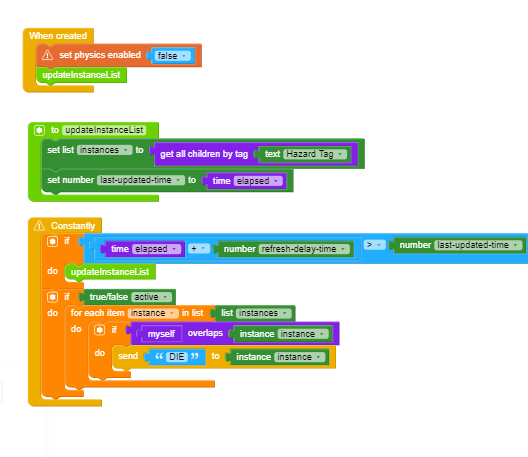 When created
set physics enabled false
updateInstanceList
to updateInstanceList
set list instances to get all children by tag text Hazard Tag
set number last-updated-time to time elapsed
Constantly
if time elapsed + number refresh-delay-time > number last-updated-time
do updateInstanceList
if true/false active
do for each item instance in list list instances
do if myself overlaps instance instance
do send “ DIE ” to instance instance